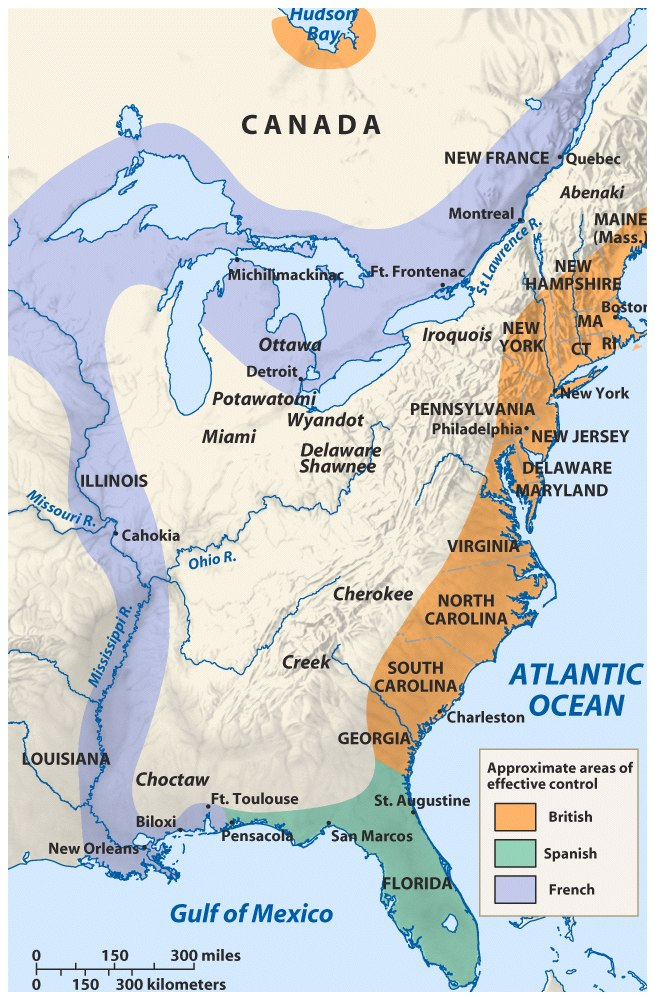 Hudson
Bay
CANADA
NEW FRANCE
Quebec
Abenaki
Montreal
MAINE
(Mass.)
St Lawrence R.
Michilimackinac
Ft. Frontenac
NEW
HAMPSHIRE
Boston
MA
Iroquois
NEW
YORK
CT
RI
Ottawa
Detroit
Potawatomi
New York
Wyandot
PENNSYLVANIA
Miami
Philadelphia
NEW JERSEY
Delaware
Shawnee
DELAWARE
ILLINOIS
MARYLAND
Missouri R.
Cahokia
Ohio R.
VIRGINIA
Mississippi R.
Cherokee
NORTH
CAROLINA
Creek
SOUTH
CAROLINA
ATLANTIC
OCEAN
Charleston
GEORGIA
LOUISIANA
Choctaw
Ft. Toulouse
St. Augustine
Biloxi
Pensacola
San Marcos
New Orleans
FLORIDA
Gulf of Mexico
Approximate areas of
effective control
British
Spanish
French
0 150 300 miles
0 150 300 kilometers